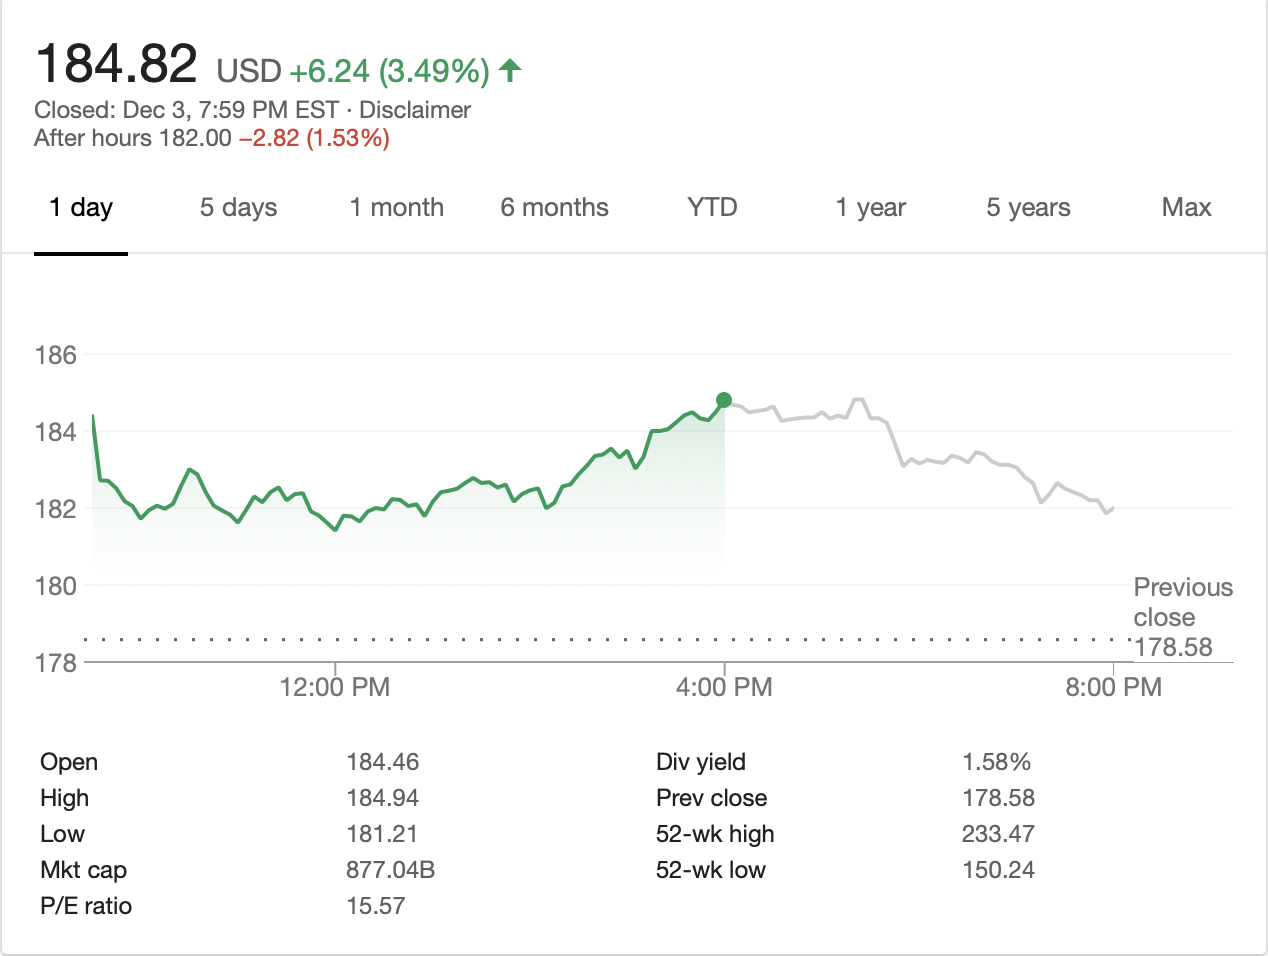 184.82 USD +6.24 (3.49%)
Closed: Dec 3, 7:59 PM EST · Disclaimer
After hours 182.00 −2.82 (1.53%)
1 day 5 days 1 month 6 months YTD 1 year 5 years Max
186
184
182
180
178
Previous
close
178.58
12:00 PM 4:00 PM 8:00 PM
Open 184.46 Div yield 1.58%
High 184.94 Prev close 178.58
Low 181.21 52-wk high 233.47
Mkt cap 877.04B 52-wk low 150.24
P/E ratio 15.57